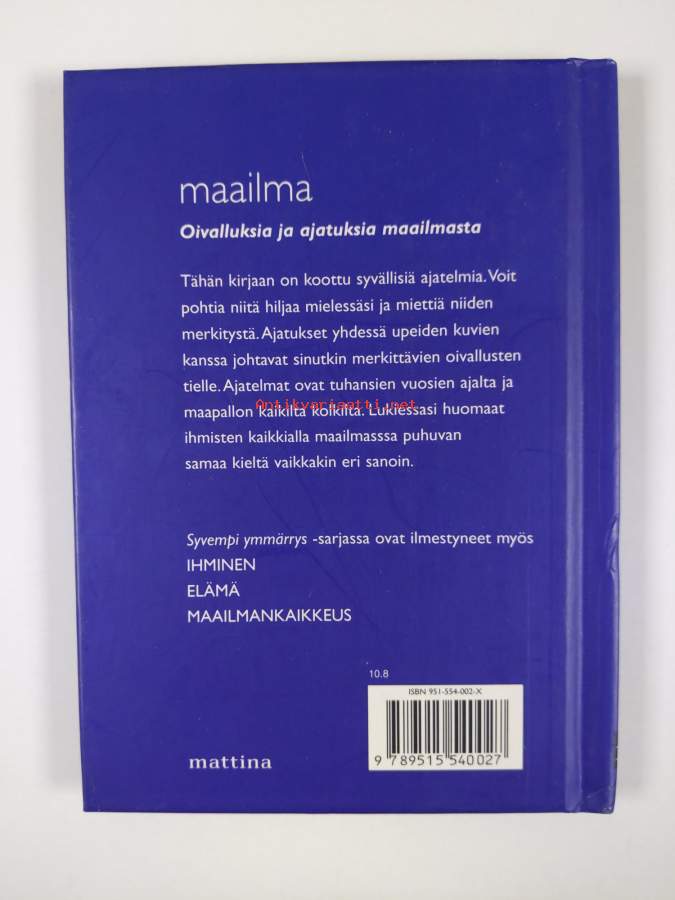 maailma
Oivalluksia ja ajatuksia maailmasta
Tähän kirjaan on koottu syvällisiä ajatelmia. Voit
pohtia niitä hiljaa mielessäsi ja miettiä niiden
merkitystä. Ajatukset yhdessä upeiden kuvien
kanssa johtavat sinutkin merkittävien oivallusten
tielle. Ajatelmat ovat tuhansien vuosien ajalta ja
Antikvariaatti.net
maapallon kaikilta kolkilta. Lukiessasi huomaat
ihmisten kaikkialla maailmasssa puhuvan
samaa kieltä vaikkakin eri sanoin.
Syvempi ymmärrys -sarjassa ovat ilmestyneet myös
IHMINEN
ELÄMÄ
MAAILMANKAIKKEUS
10.8
ISBN 951-554-002-X
9 789515 540027
mattina